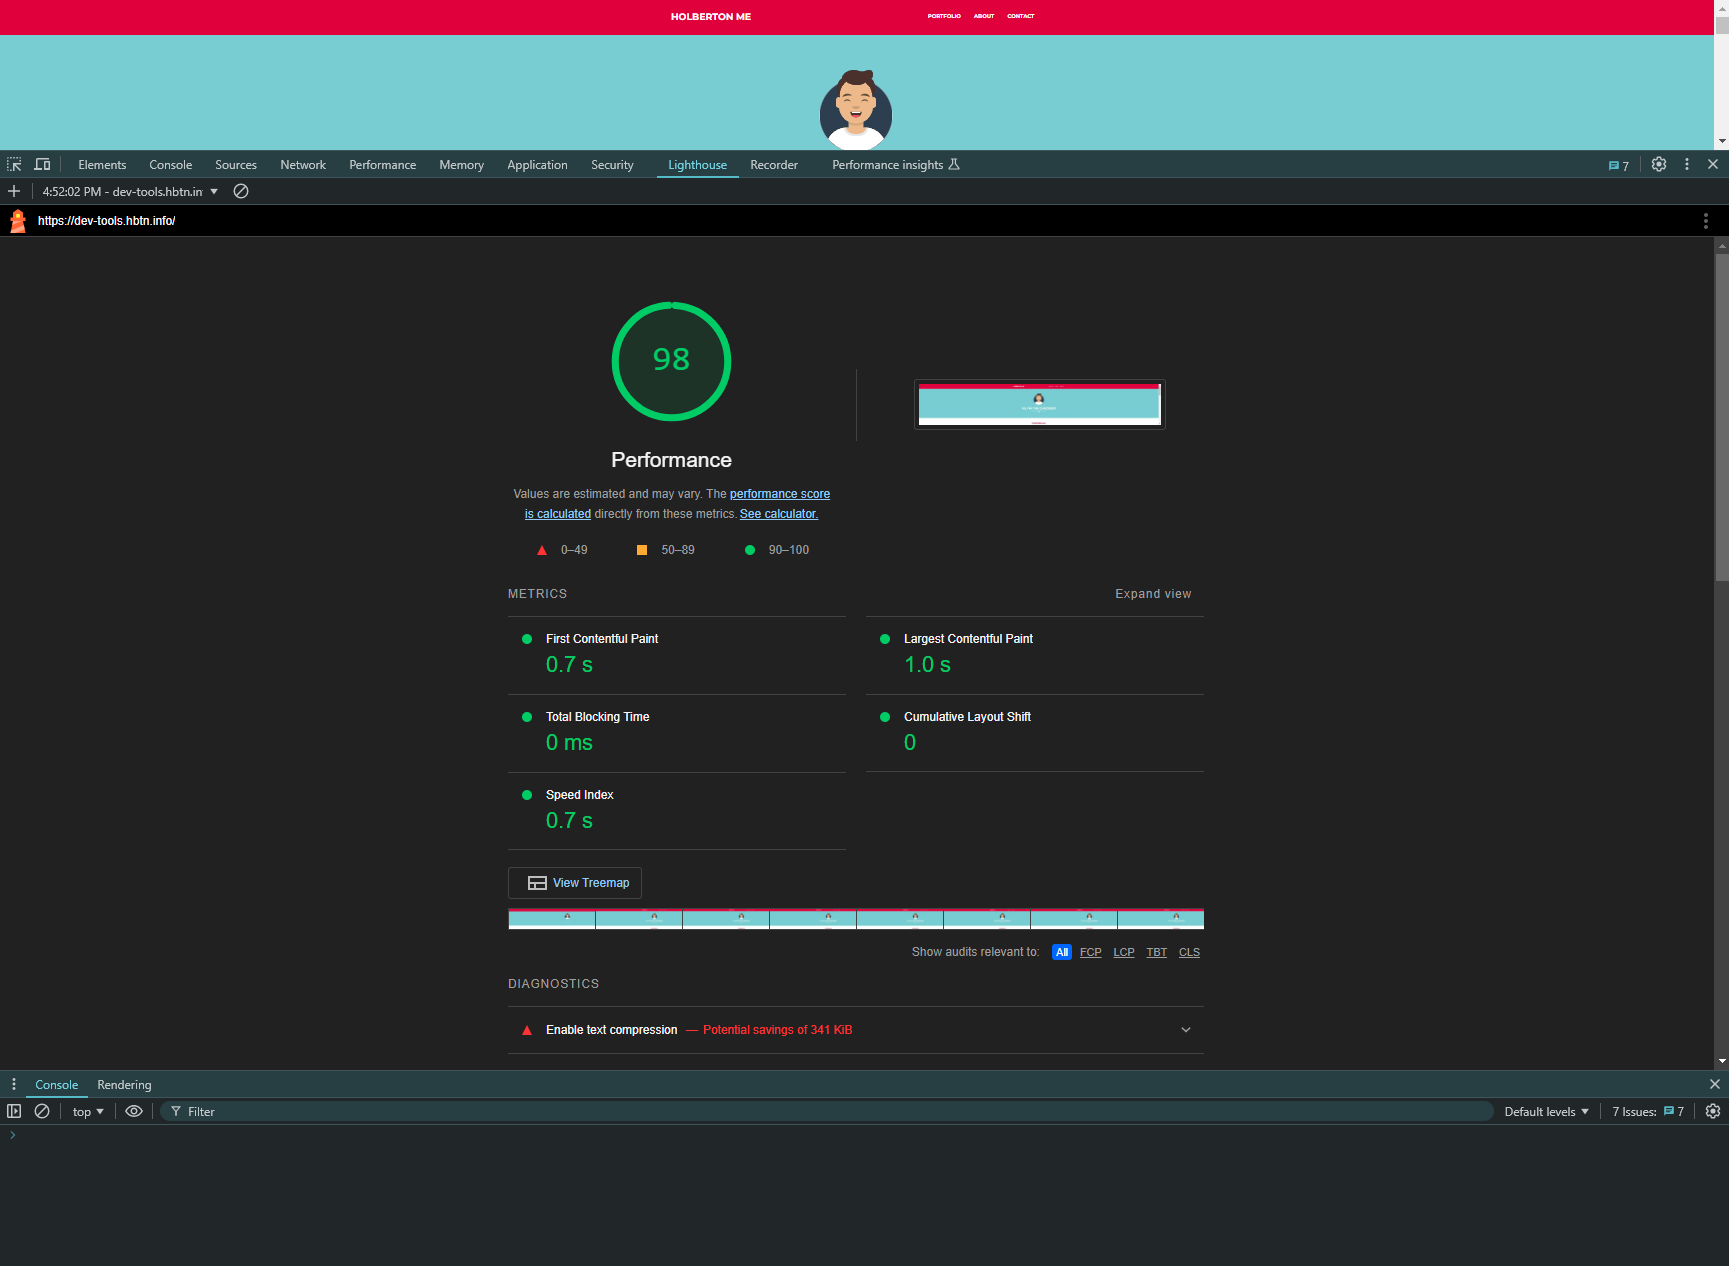 HOLBERTON ME
PORTFOLIO ABOUT CONTACT
Elements Console Sources Network Performance Memory Application Security Lighthouse Recorder Performance insights 7
4:52:02 PM - dev-tools.hbtn.in
https://dev-tools.hbtn.info/
98
Performance
Values are estimated and may vary. The performance score
is calculated directly from these metrics. See calculator.
0–49 50–89 90–100
METRICS Expand view
First Contentful Paint
0.7 s
Largest Contentful Paint
1.0 s
Total Blocking Time
0 ms
Cumulative Layout Shift
0
Speed Index
0.7 s
View Treemap
Show audits relevant to: All FCP LCP TBT CLS
DIAGNOSTICS
Enable text compression — Potential savings of 341 KiB
Console Rendering
top Filter Default levels 7 Issues: 7